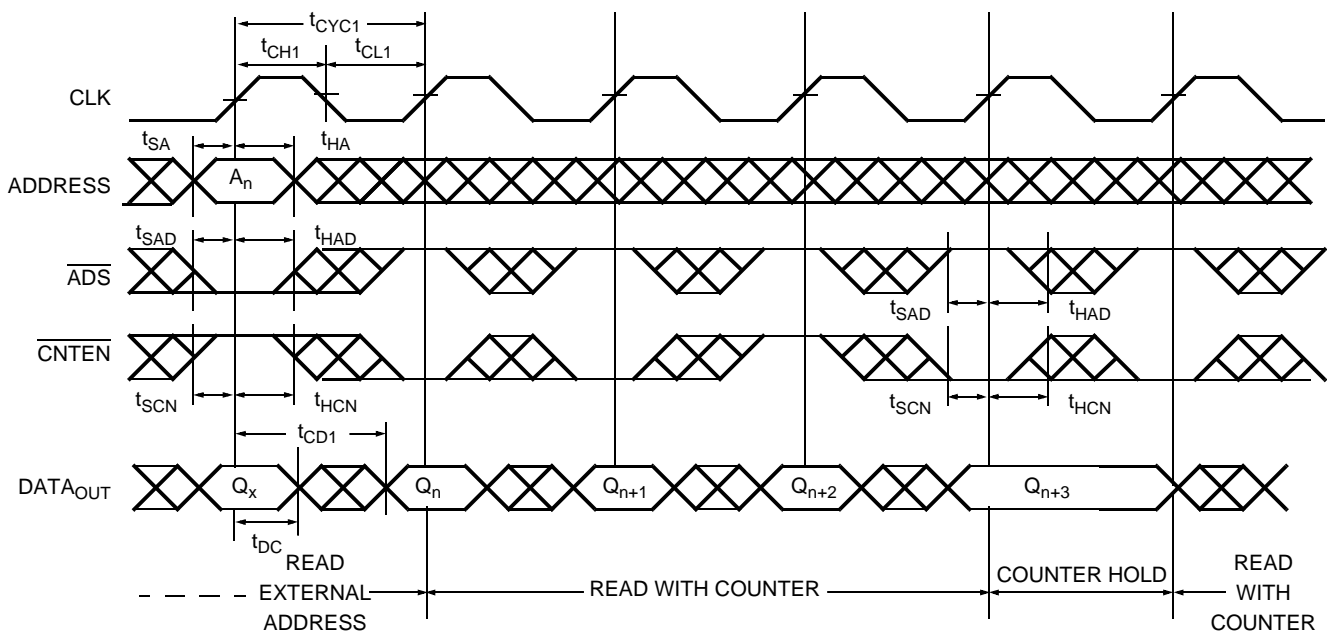 tCYC1
tCH1 tCL1
CLK
tSA tHA
ADDRESS An
tSAD tHAD
ADS
tSAD tHAD
CNTEN
tSCN tHCN tSCN tHCN
tCD1
DATAOUT Qx Qn Qn+1 Qn+2 Qn+3
tDC
READ EXTERNAL ADDRESS
READ WITH COUNTER
COUNTER HOLD
READ WITH COUNTER